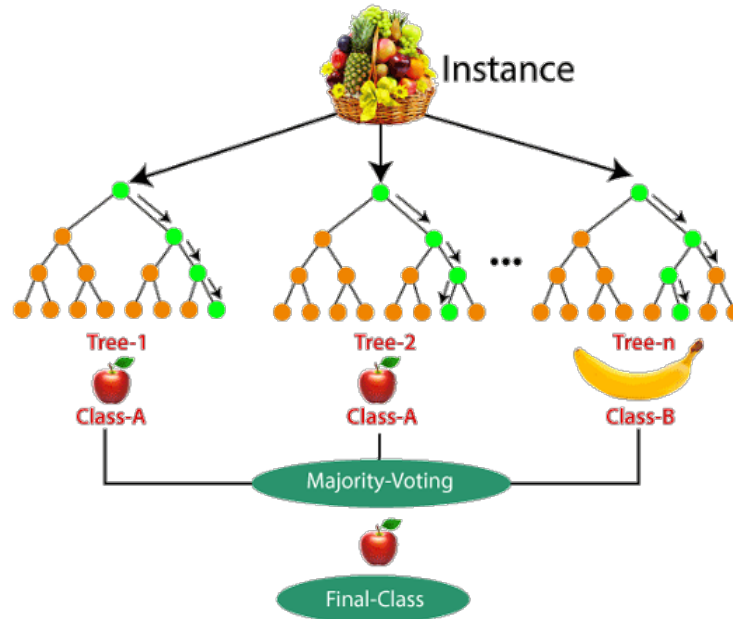 Instance
...
Tree-1
Tree-2
Tree-n
Class-A
Class-A
Class-B
Majority-Voting
Final-Class